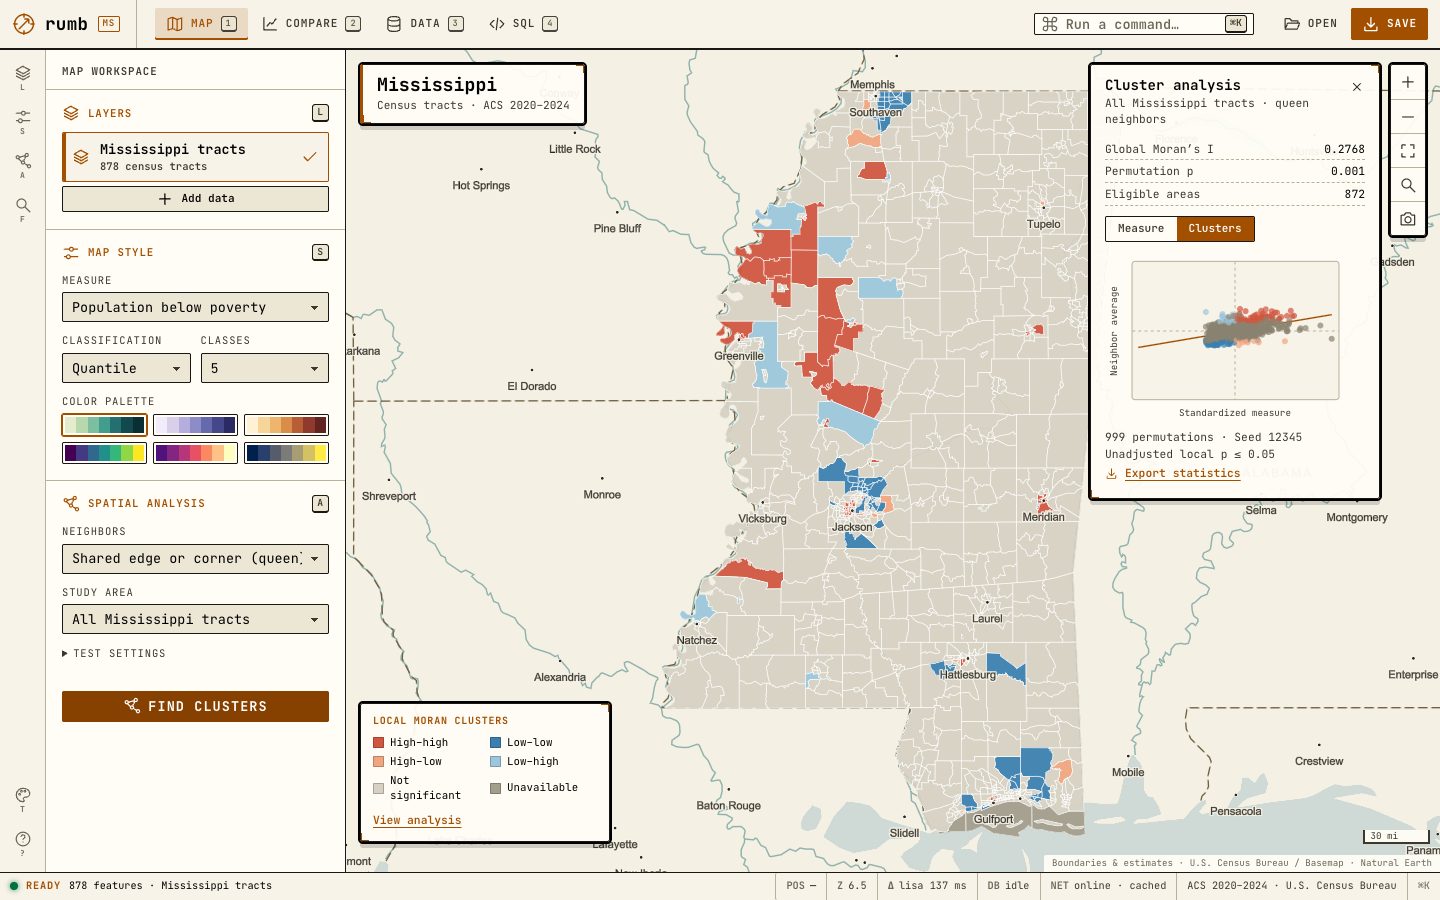 rumb MS
MAP 1
COMPARE 2
DATA 3
SQL 4
Run a command… ⌘K
OPEN
SAVE
L
S
A
F
T
?
MAP WORKSPACE
LAYERS L
Mississippi tracts
878 census tracts
Add data
MAP STYLE S
MEASURE
Population below poverty
CLASSIFICATION CLASSES
Quantile 5
COLOR PALETTE
SPATIAL ANALYSIS A
NEIGHBORS
Shared edge or corner (queen)
STUDY AREA
All Mississippi tracts
TEST SETTINGS
FIND CLUSTERS
Mississippi
Census tracts · ACS 2020–2024
Memphis
Southaven
Little Rock
Hot Springs
Pine Bluff
Tupelo
Greenville
arkana
El Dorado
Shreveport
Monroe
Vicksburg
Jackson
Meridian
Selma
Montgomery
adsden
ALABAMA
Natchez
Laurel
Alexandria
Hattiesburg
Enterprise
Mobile
Crestview
Pensacola
Baton Rouge
Slidell
Gulfport
Lafayette
mont
Panam
Cluster analysis
All Mississippi tracts · queen
neighbors
Global Moran's I 0.2768
Permutation p 0.001
Eligible areas 872
Measure Clusters
Neighbor average
Standardized measure
999 permutations · Seed 12345
Unadjusted local p ≤ 0.05
Export statistics
LOCAL MORAN CLUSTERS
High-high Low-low
High-low Low-high
Not significant Unavailable
View analysis
30 mi
Boundaries & estimates · U.S. Census Bureau / Basemap · Natural Earth
READY 878 features · Mississippi tracts
POS —
Z 6.5
Δ lisa 137 ms
DB idle
NET online · cached
ACS 2020–2024 · U.S. Census Bureau
⌘K